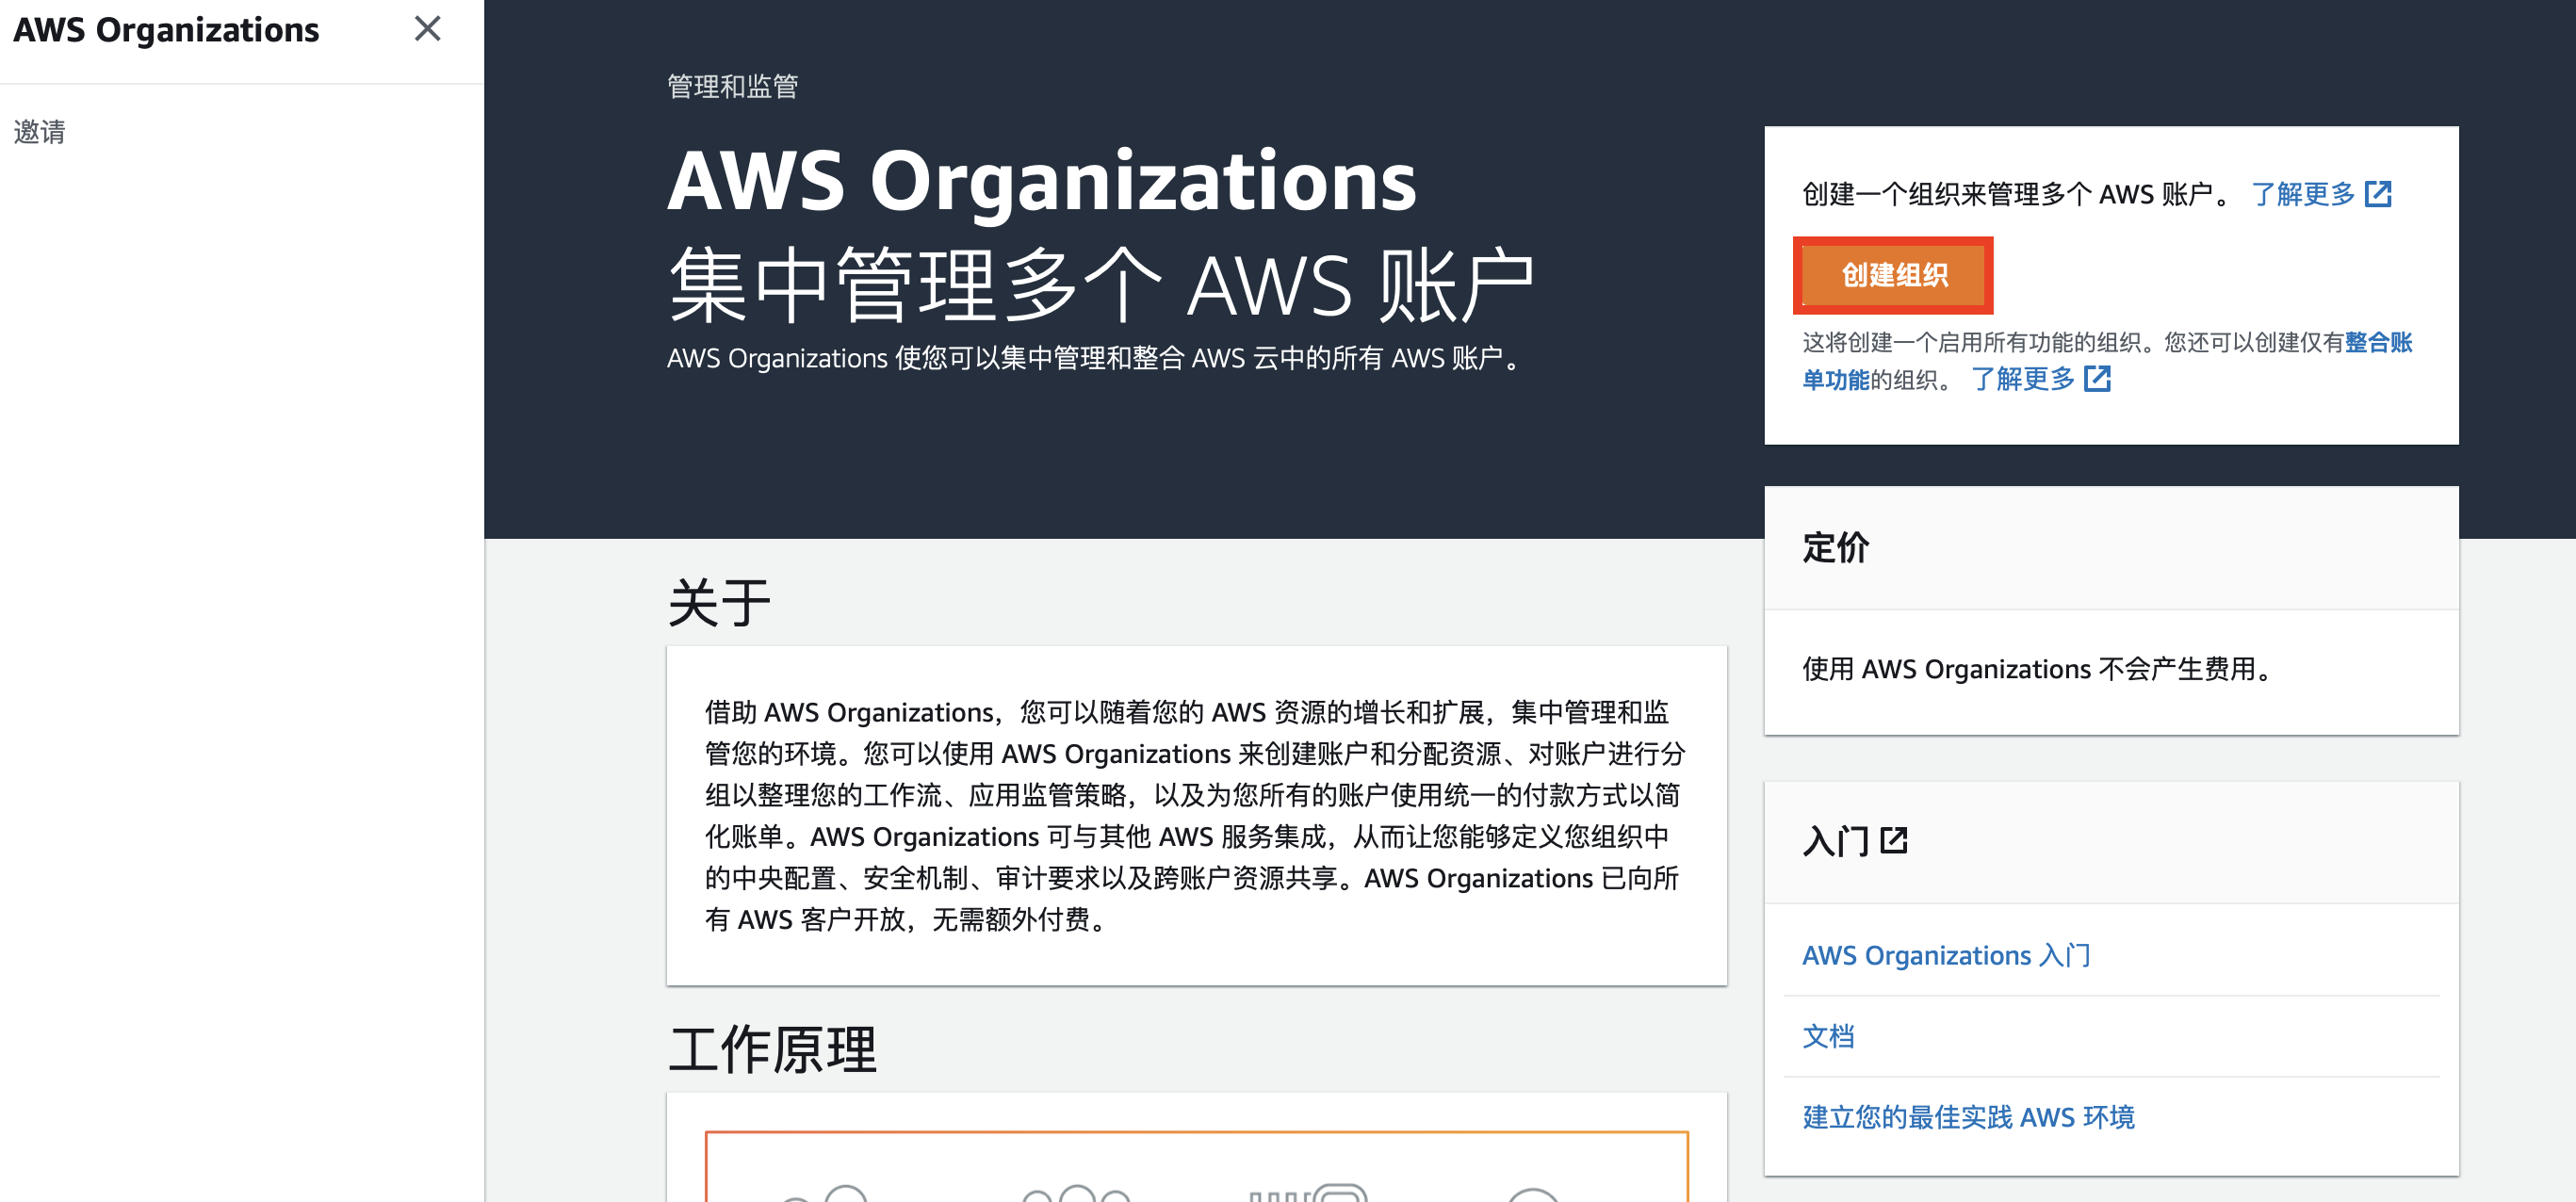 AWS Organizations
邀请
管理和监管
AWS Organizations
集中管理多个 AWS 账户
AWS Organizations 使您可以集中管理和整合 AWS 云中的所有 AWS 账户。
创建一个组织来管理多个 AWS 账户。 了解更多
创建组织
这将创建一个启用所有功能的组织。您还可以创建仅有整合账
单功能的组织。 了解更多
定价
使用 AWS Organizations 不会产生费用。
关于
借助 AWS Organizations，您可以随着您的 AWS 资源的增长和扩展，集中管理和监
管您的环境。您可以使用 AWS Organizations 来创建账户和分配资源、对账户进行分
组以整理您的工作流、应用监管策略，以及为您所有的账户使用统一的付款方式以简
化账单。AWS Organizations 可与其他 AWS 服务集成，从而让您能够定义您组织中
的中央配置、安全机制、审计要求以及跨账户资源共享。AWS Organizations 已向所
有 AWS 客户开放，无需额外付费。
入门
AWS Organizations 入门
文档
建立您的最佳实践 AWS 环境
工作原理